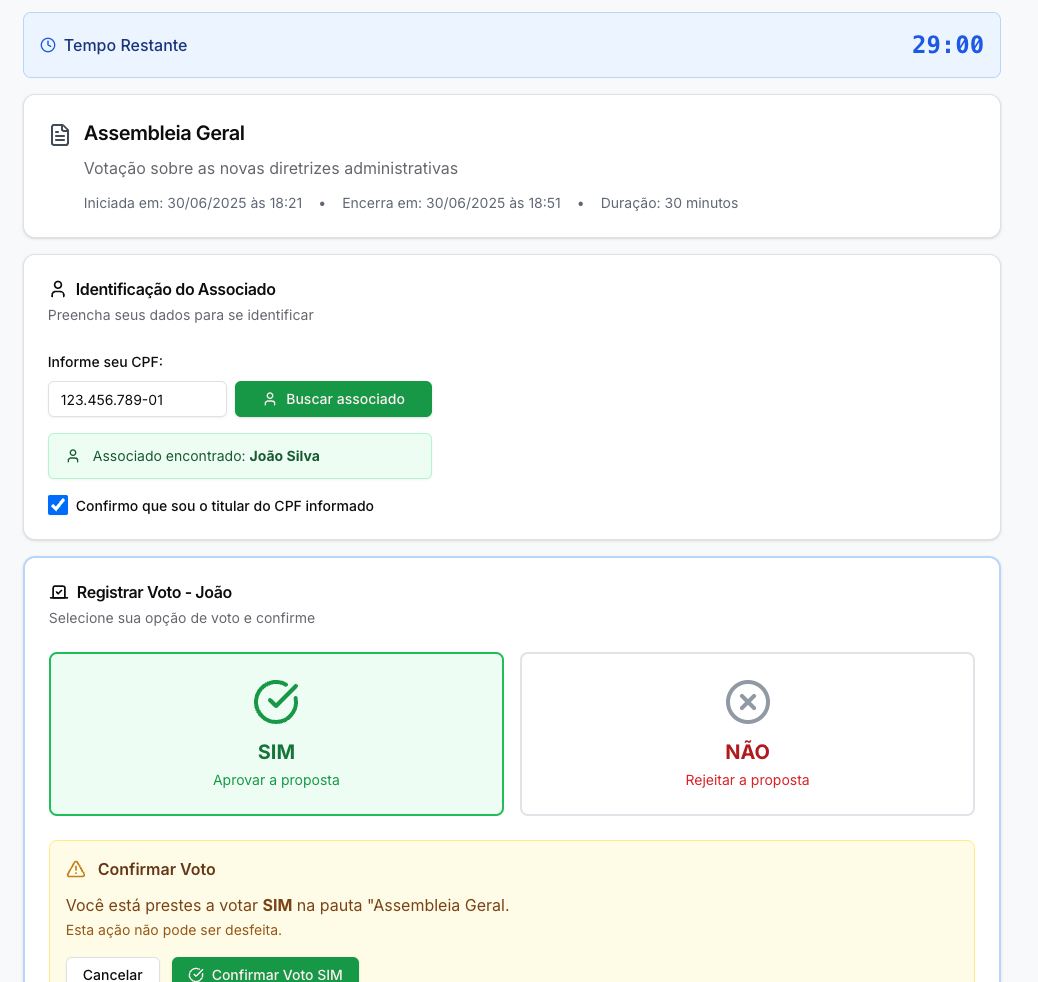 Tempo Restante 29:00
Assembleia Geral
Votação sobre as novas diretrizes administrativas
Iniciada em: 30/06/2025 às 18:21 • Encerra em: 30/06/2025 às 18:51 • Duração: 30 minutos
Identificação do Associado
Preencha seus dados para se identificar
Informe seu CPF:
123.456.789-01 Buscar associado
Associado encontrado: João Silva
Confirmo que sou o titular do CPF informado
Registrar Voto - João
Selecione sua opção de voto e confirme
SIM
Aprovar a proposta
NÃO
Rejeitar a proposta
Confirmar Voto
Você está prestes a votar SIM na pauta "Assembleia Geral.
Esta ação não pode ser desfeita.
Cancelar Confirmar Voto SIM